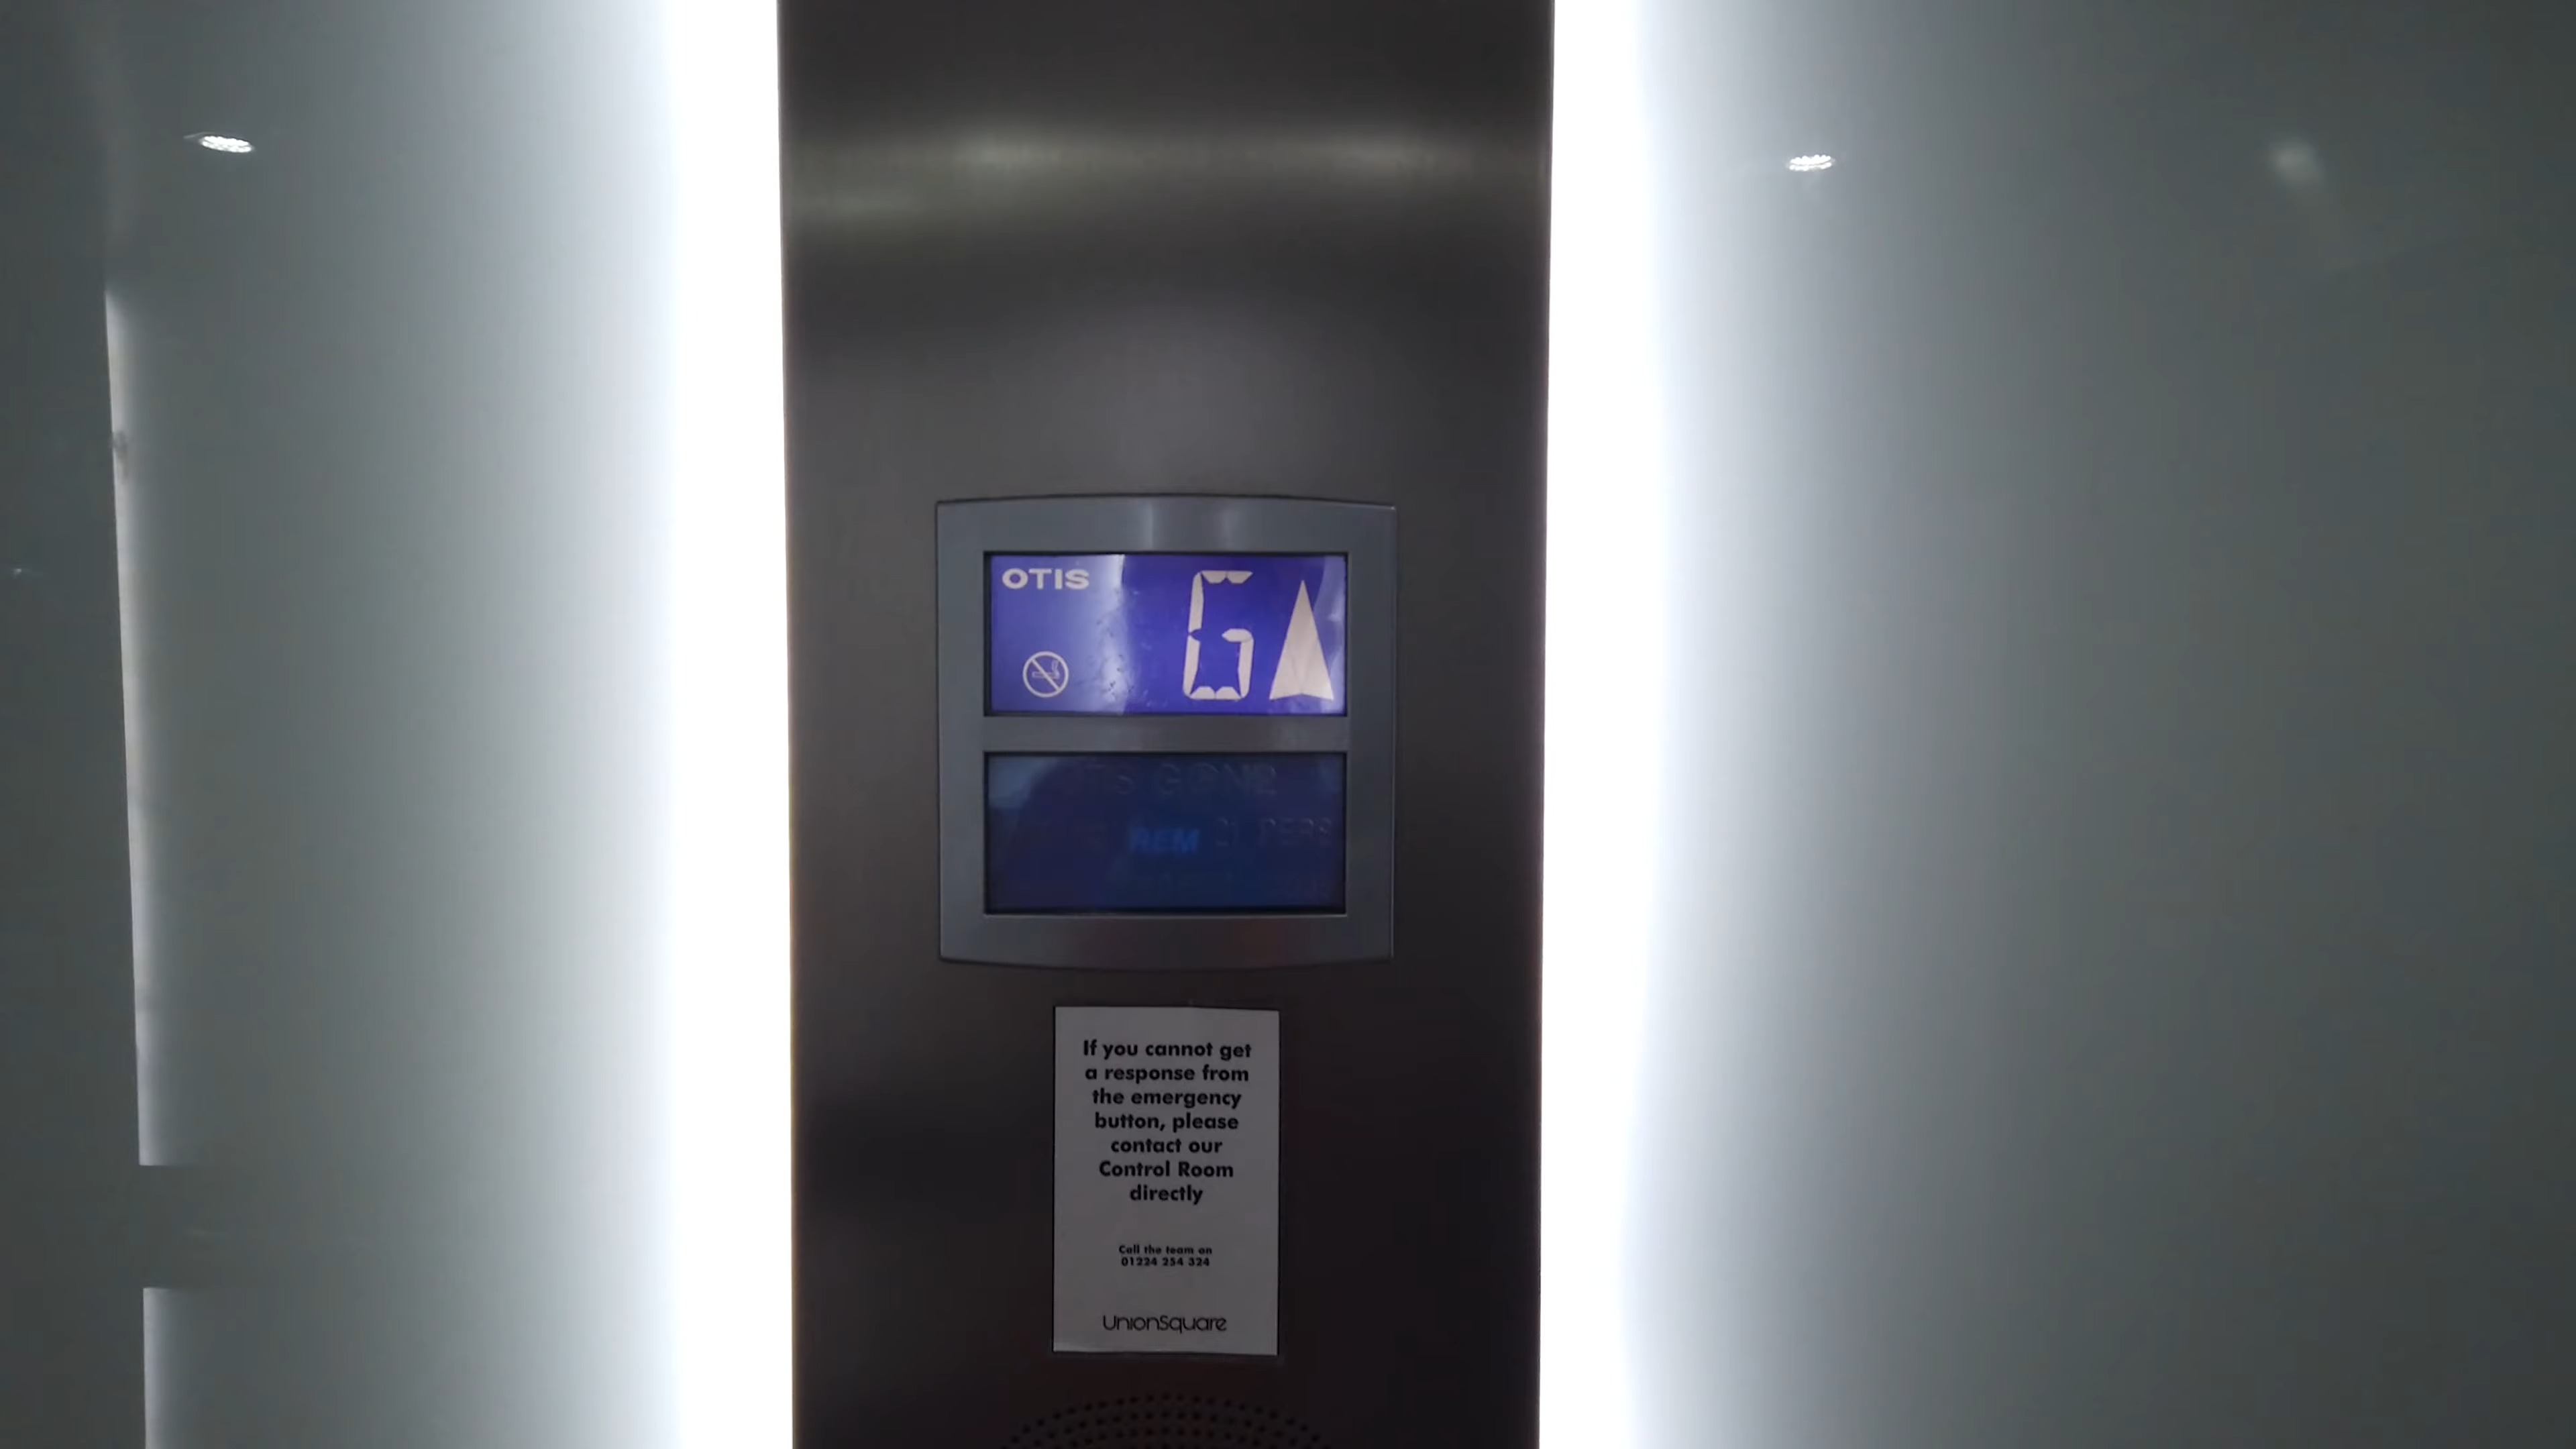 OTIS
G
REM
If you cannot get
a response from
the emergency
button, please
contact our
Control Room
directly
Call the team on
01224 254 324
UnionSquare